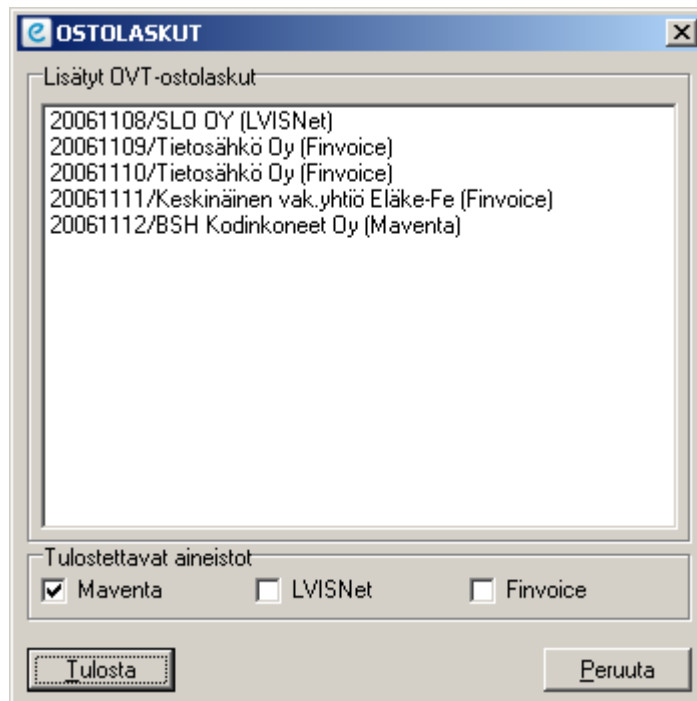 OSTOLASKUT
Lisätyt OVT-ostolaskut
20061108/SLO OY (LVISNet)
20061109/Tietosähkö Oy (Finvoice)
20061110/Tietosähkö Oy (Finvoice)
20061111/Keskinäinen vak.yhtiö Eläke-Fe (Finvoice)
20061112/BSH Kodinkoneet Oy (Maventa)
Tulostettavat aineistot
Maventa LVISNet Finvoice
Tulosta Peruuta